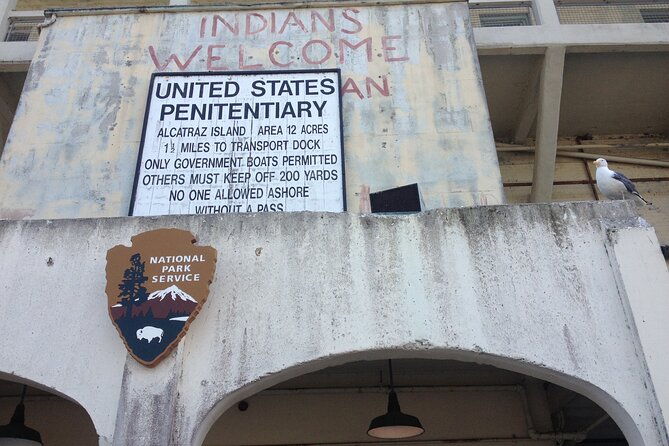 INDIANS
WELCOME
UNITED STATES
PENITENTIARY
ALCATRAZ ISLAND AREA 12 ACRES
1½ MILES TO TRANSPORT DOCK
ONLY GOVERNMENT BOATS PERMITTED
OTHERS MUST KEEP OFF 200 YARDS
NO ONE ALLOWED ASHORE
WITHOUT A PASS
NATIONAL
PARK
SERVICE